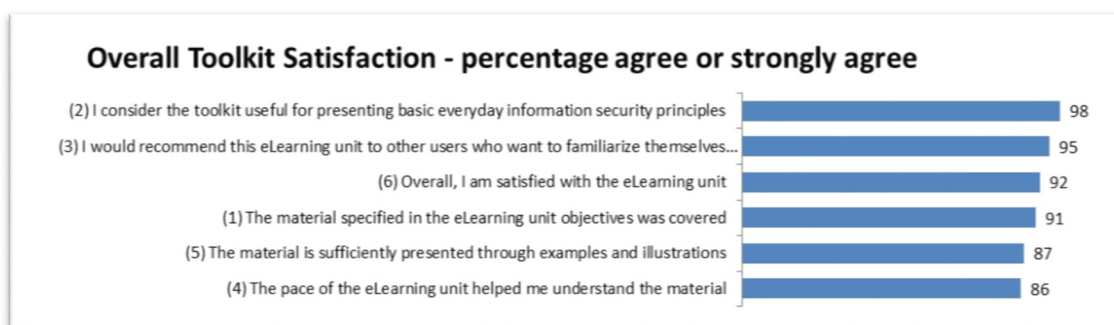 Overall Toolkit Satisfaction - percentage agree or strongly agree
(2) I consider the toolkit useful for presenting basic everyday information security principles 98
(3) I would recommend this eLearning unit to other users who want to familiarize themselves... 95
(6) Overall, I am satisfied with the eLearning unit 92
(1) The material specified in the eLearning unit objectives was covered 91
(5) The material is sufficiently presented through examples and illustrations 87
(4) The pace of the eLearning unit helped me understand the material 86